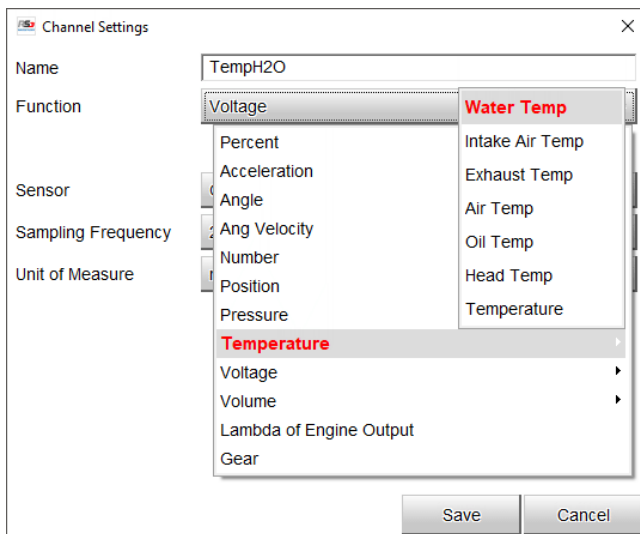 Channel Settings
Name
TempH2O
Function
Voltage
Water Temp
Intake Air Temp
Exhaust Temp
Air Temp
Oil Temp
Head Temp
Temperature
Percent
Acceleration
Angle
Ang Velocity
Number
Position
Pressure
Temperature
Voltage
Volume
Lambda of Engine Output
Gear
Sensor
Sampling Frequency
Unit of Measure
Save
Cancel